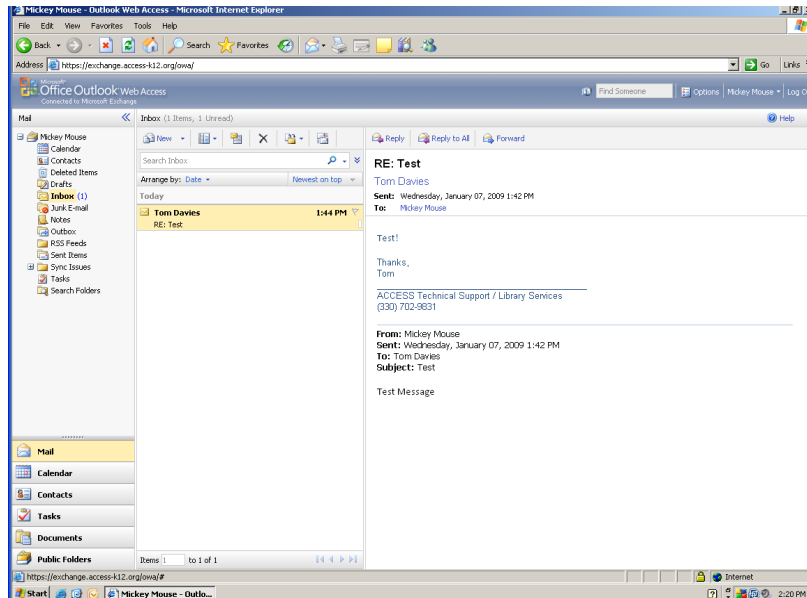 Mickey Mouse - Outlook Web Access - Microsoft Internet Explorer
File Edit View Favorites Tools Help
Back Search Favorites
Address https://exchange.access-k12.org/owa/ Go Links
Microsoft
Office Outlook Web Access
Connected to Microsoft Exchange
Find Someone Options Mickey Mouse Log O
Mail
Mickey Mouse
Calendar
Contacts
Deleted Items
Drafts
Inbox (1)
Junk E-mail
Notes
Outbox
RSS Feeds
Sent Items
Sync Issues
Tasks
Search Folders
Mail
Calendar
Contacts
Tasks
Documents
Public Folders
Inbox (1 Items, 1 Unread) Help
New
Search Inbox
Arrange by: Date Newest on top
Today
Tom Davies 1:44 PM
RE: Test
Items 1 to 1 of 1
Reply Reply to All Forward
RE: Test
Tom Davies
Sent: Wednesday, January 07, 2009 1:42 PM
To: Mickey Mouse
Test!
Thanks,
Tom
ACCESS Technical Support / Library Services
(330) 702-9831
From: Mickey Mouse
Sent: Wednesday, January 07, 2009 1:42 PM
To: Tom Davies
Subject: Test
Test Message
https://exchange.access-k12.org/owa/# Internet
Start Mickey Mouse - Outlo... 2:20 PM